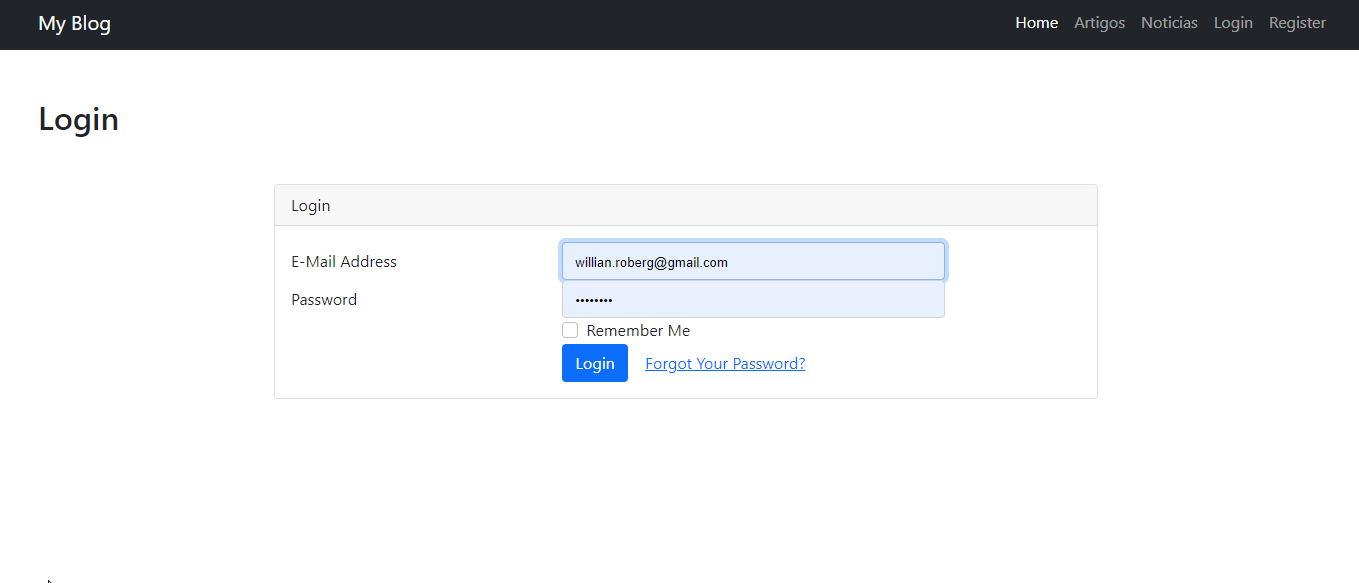 My Blog Home Artigos Noticias Login Register
Login
Login
E-Mail Address willian.roberg@gmail.com
Password ••••••••
Remember Me
Login Forgot Your Password?